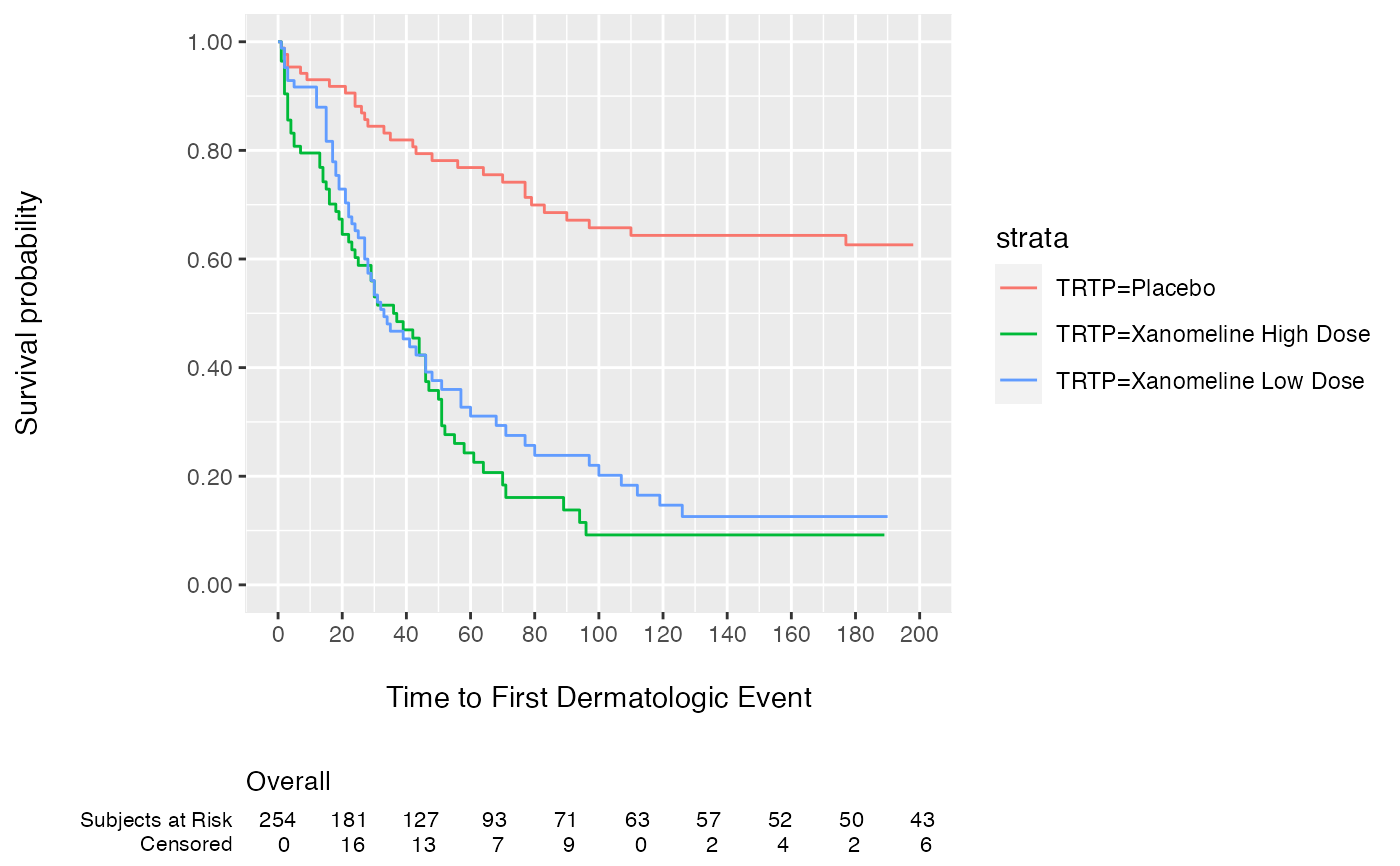 1.00
0.80
0.60
0.40
0.20
0.00
Survival probability
0 20 40 60 80 100 120 140 160 180 200
Time to First Dermatologic Event
strata
TRTP=Placebo
TRTP=Xanomeline High Dose
TRTP=Xanomeline Low Dose
Overall
Subjects at Risk 254 181 127 93 71 63 57 52 50 43
Censored 0 16 13 7 9 0 2 4 2 6